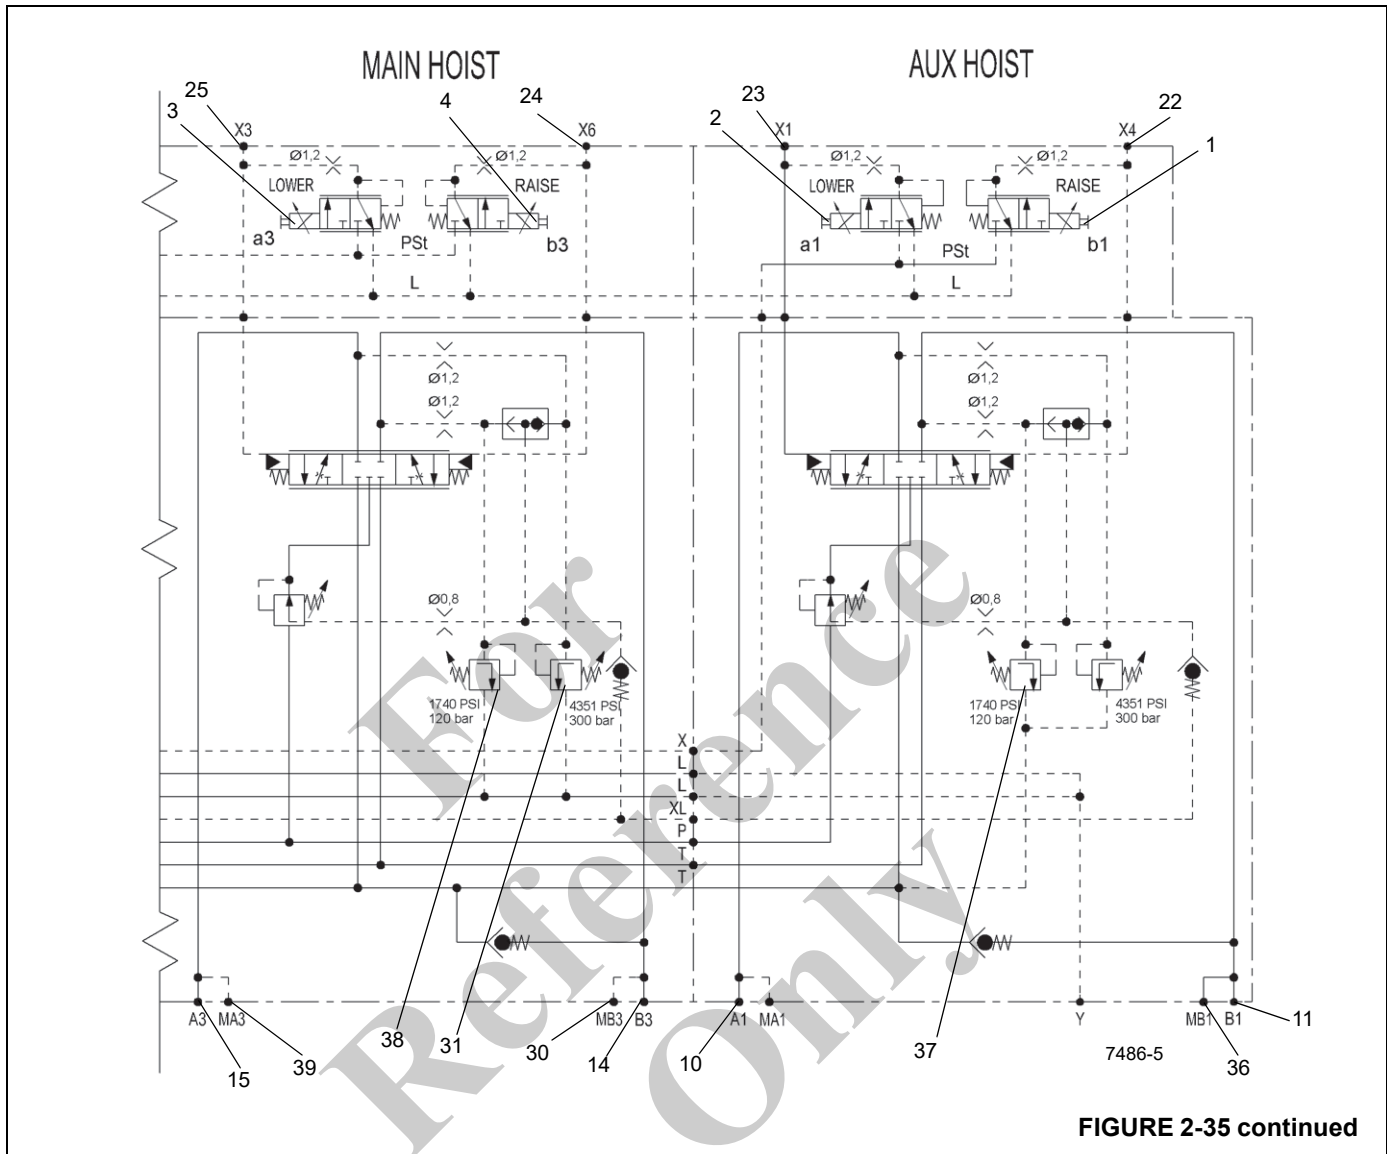 MAIN HOIST
AUX HOIST
25
3
4
24
23
2
22
1
X3
X6
X1
X4
Ø1,2
Ø1,2
Ø1,2
Ø1,2
LOWER
RAISE
LOWER
RAISE
a3
PSt
b3
a1
PSt
b1
L
L
Ø1,2
Ø1,2
Ø1,2
Ø1,2
Ø0,8
Ø0,8
1740 PSI
120 bar
4351 PSI
300 bar
1740 PSI
120 bar
4351 PSI
300 bar
X
L
L
XL
P
T
T
A3
MA3
MB3
B3
A1
MA1
Y
MB1
B1
15
39
38
31
30
14
10
37
7486-5
36
11
For
Reference
Only
FIGURE 2-35 continued